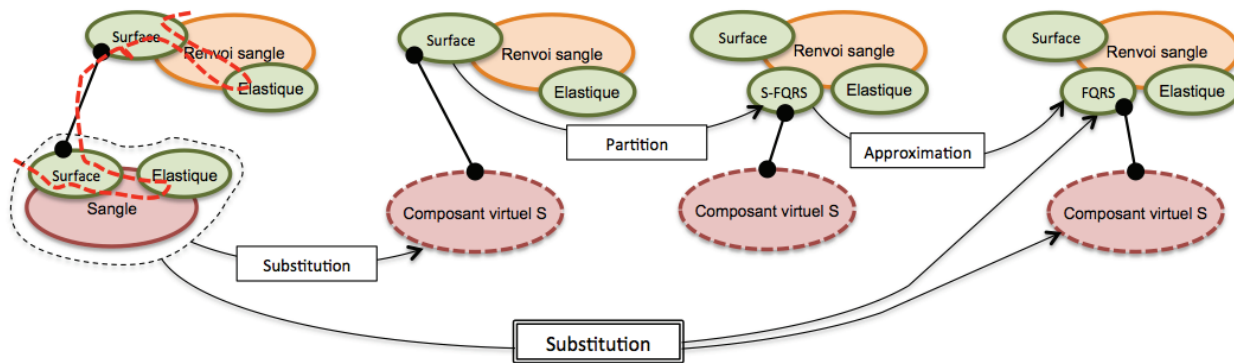 Surface
Renvoi sangle
Elastique
Surface
Elastique
Sangle
Substitution
Surface
Renvoi sangle
Elastique
Composant virtuel S
Partition
Surface
Renvoi sangle
S-FQRS
Elastique
Composant virtuel S
Approximation
Surface
Renvoi sangle
FQRS
Elastique
Composant virtuel S
Substitution